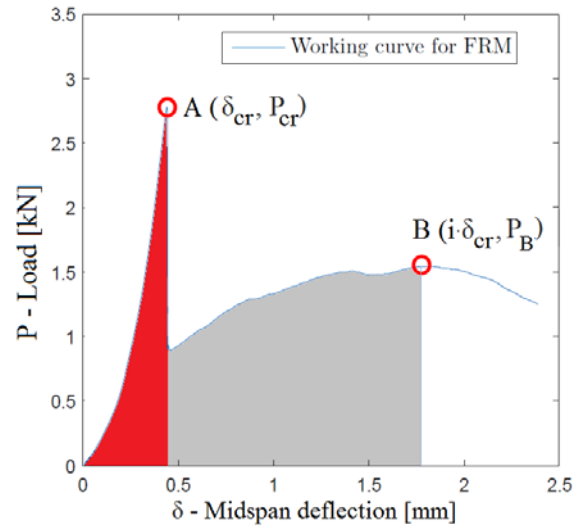 3.5
Working curve for FRM
3
A (δcr, Pcr)
2.5
2
B (i·δcr, PB)
1.5
1
0.5
0
0 0.5 1 1.5 2 2.5
P - Load [kN]
δ - Midspan deflection [mm]